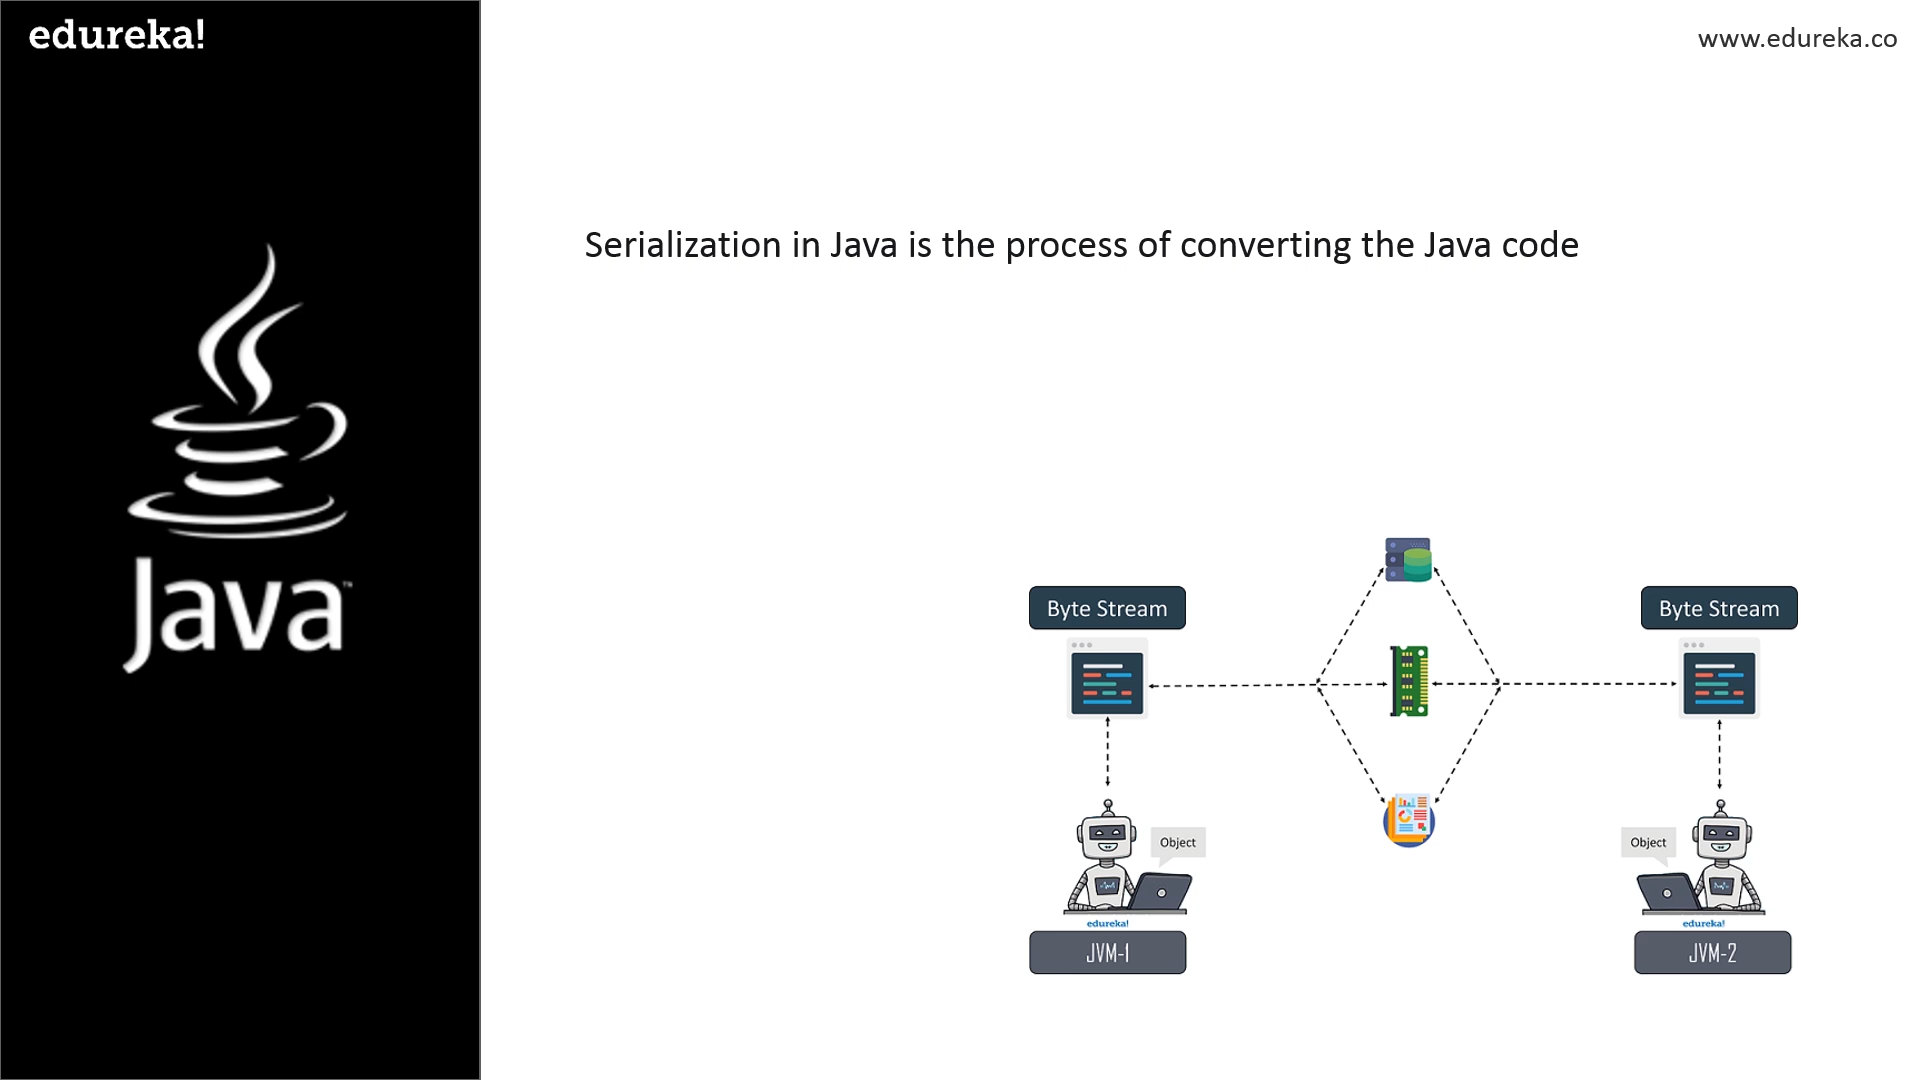 edureka!
www.edureka.co
Java™
Serialization in Java is the process of converting the Java code
Byte Stream
Byte Stream
Object
Object
edureka!
edureka!
JVM-1
JVM-2